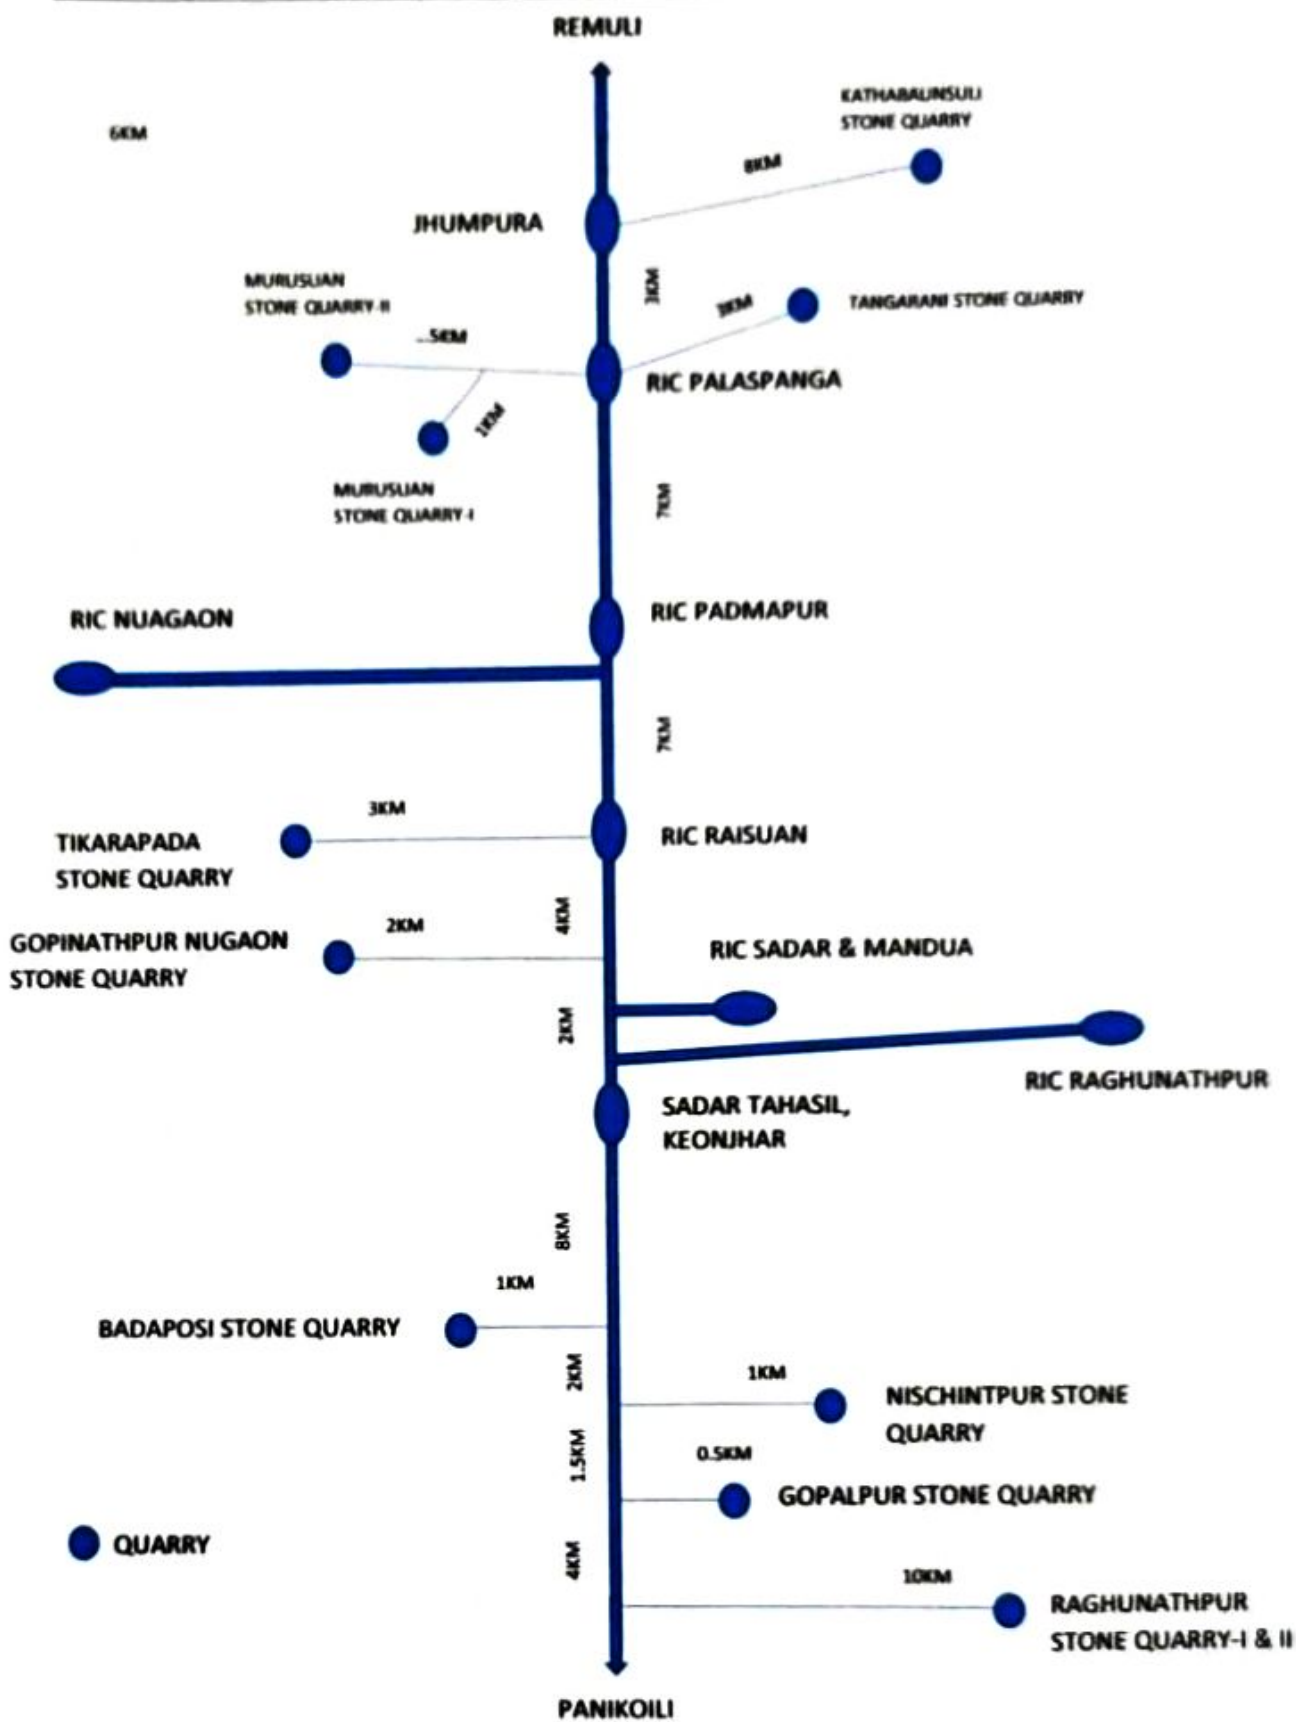 REMULI
KATHABAUNSULI
STONE QUARRY
6KM
8KM
JHUMPURA
MURUSUAN
STONE QUARRY-II
3KM
3KM
TANGARANI STONE QUARRY
...5KM
RIC PALASPANGA
1KM
MURUSUAN
STONE QUARRY-I
7KM
RIC NUAGAON
RIC PADMAPUR
7KM
3KM
TIKARAPADA
STONE QUARRY
RIC RAISUAN
4KM
2KM
GOPINATHPUR NUGAON
STONE QUARRY
RIC SADAR & MANDUA
2KM
RIC RAGHUNATHPUR
SADAR TAHASIL,
KEONJHAR
8KM
1KM
BADAPOSI STONE QUARRY
2KM
1KM
NISCHINTPUR STONE
QUARRY
1.5KM
0.5KM
GOPALPUR STONE QUARRY
QUARRY
4KM
10KM
RAGHUNATHPUR
STONE QUARRY-I & II
PANIKOILI